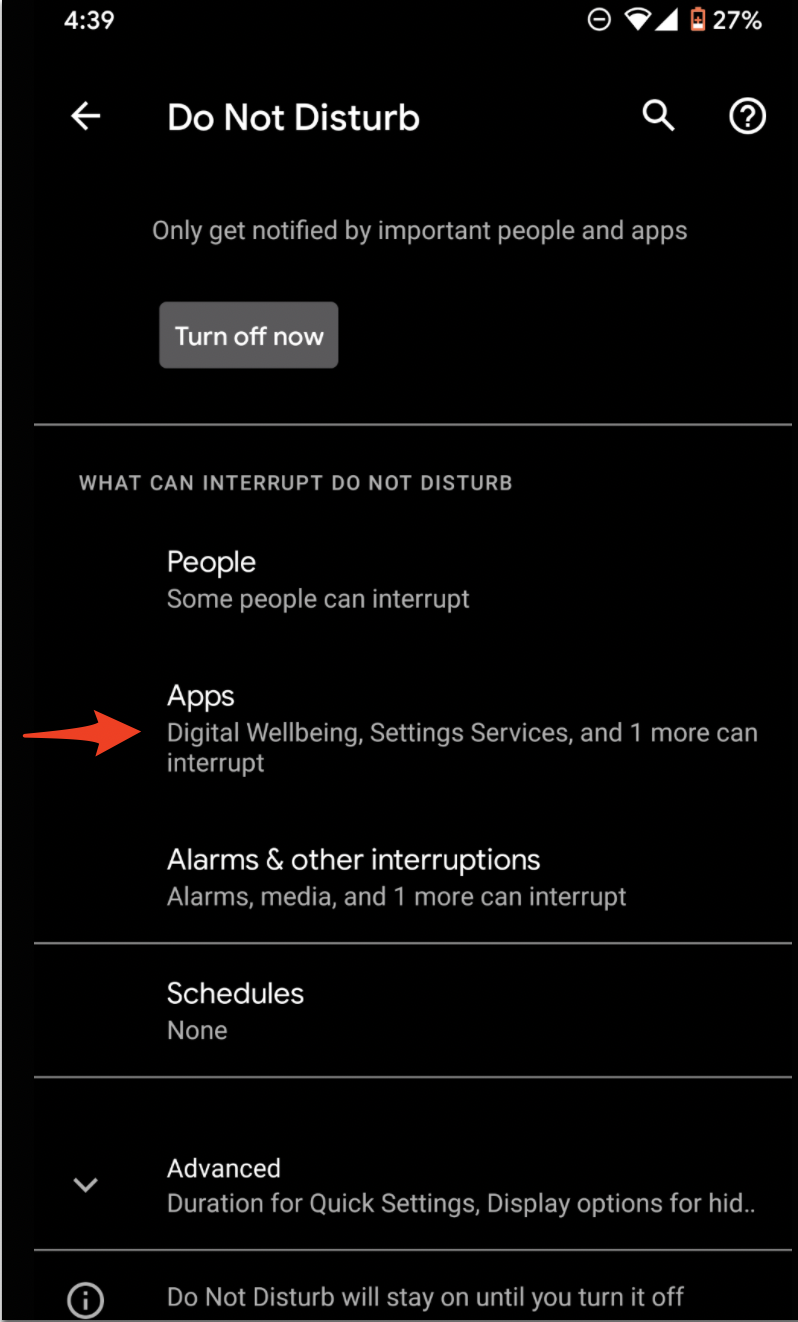 4:39 27%
Do Not Disturb
Only get notified by important people and apps
Turn off now
WHAT CAN INTERRUPT DO NOT DISTURB
People
Some people can interrupt
Apps
Digital Wellbeing, Settings Services, and 1 more can
interrupt
Alarms & other interruptions
Alarms, media, and 1 more can interrupt
Schedules
None
Advanced
Duration for Quick Settings, Display options for hid..
Do Not Disturb will stay on until you turn it off